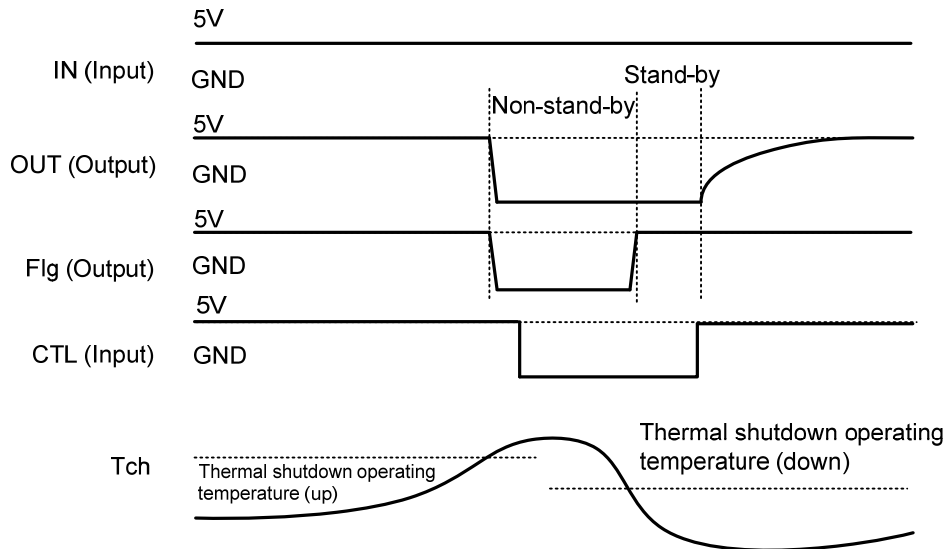 5V
IN (Input)
GND
Stand-by
Non-stand-by
5V
OUT (Output)
GND
5V
Flg (Output)
GND
5V
CTL (Input)
GND
Thermal shutdown operating
temperature (down)
Tch
Thermal shutdown operating
temperature (up)